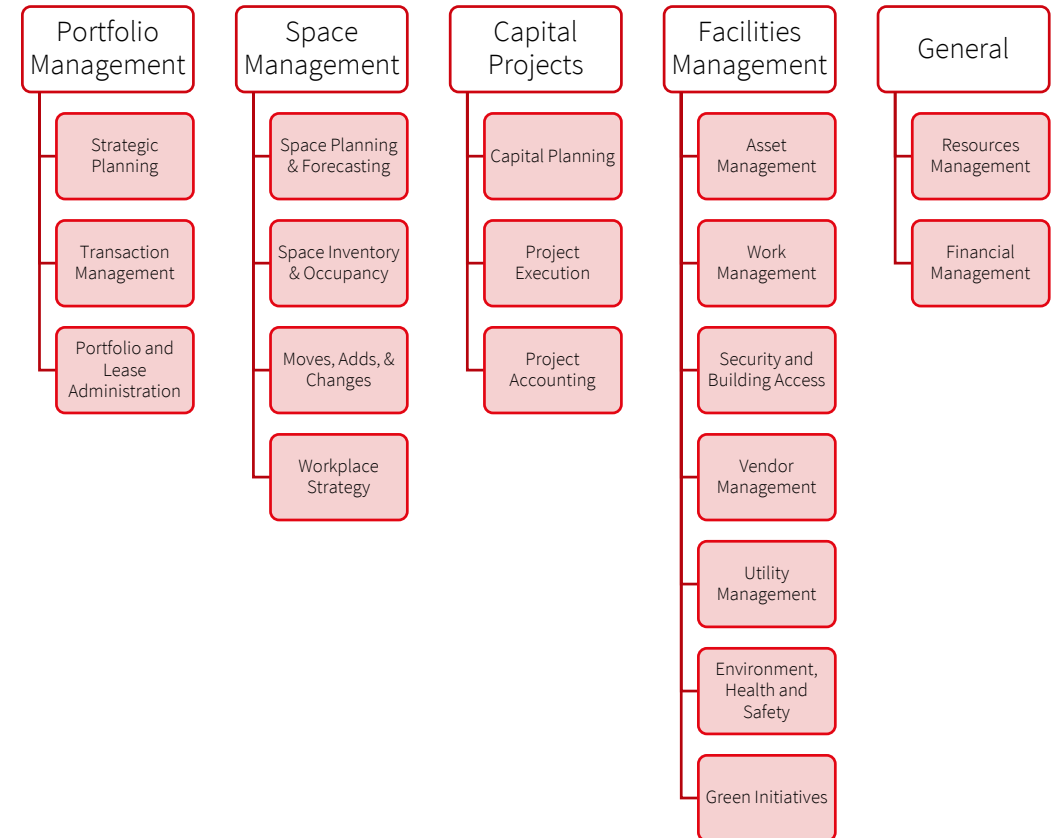 Portfolio
Management
Strategic
Planning
Transaction
Management
Portfolio and
Lease
Administration
Space
Management
Space Planning
& Forecasting
Space Inventory
& Occupancy
Moves, Adds, &
Changes
Workplace
Strategy
Capital
Projects
Capital Planning
Project
Execution
Project
Accounting
Facilities
Management
Asset
Management
Work
Management
Security and
Building Access
Vendor
Management
Utility
Management
Environment,
Health and
Safety
Green Initiatives
General
Resources
Management
Financial
Management